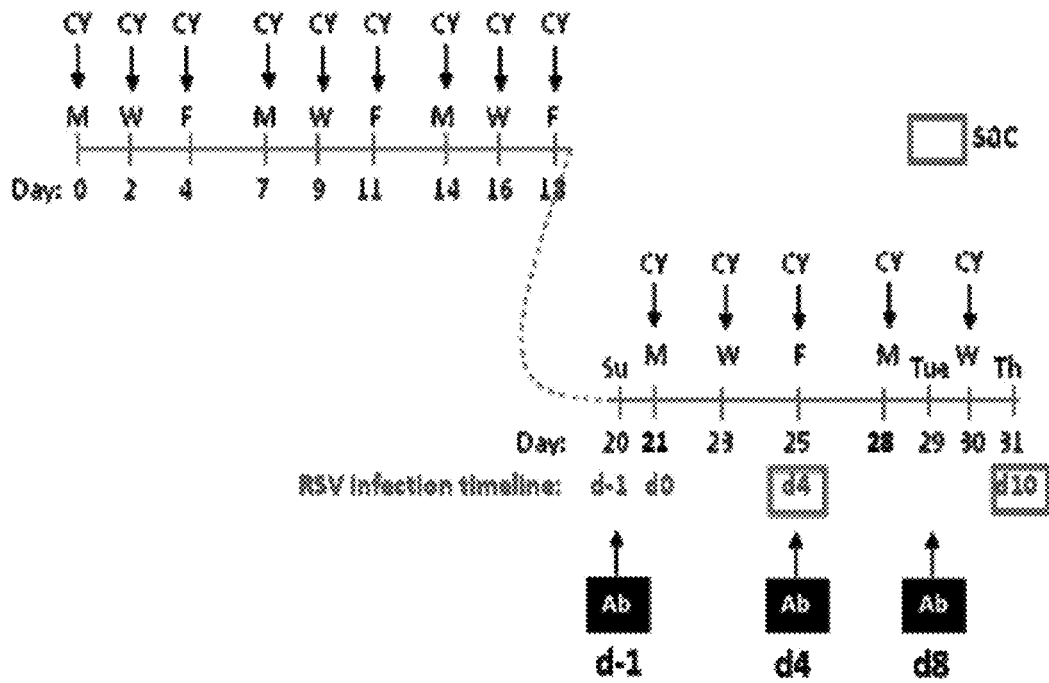 CY CY CY CY CY CY CY CY CY
M W F M W F M W F
sac
Day: 0 2 4 7 9 11 14 16 18
CY CY CY CY CY
Su M W F M Tue W Th
Day: 20 21 23 25 28 29 30 31
RSV infection timeline: d-1 d0 d4 d10
Ab Ab Ab
d-1 d4 d8